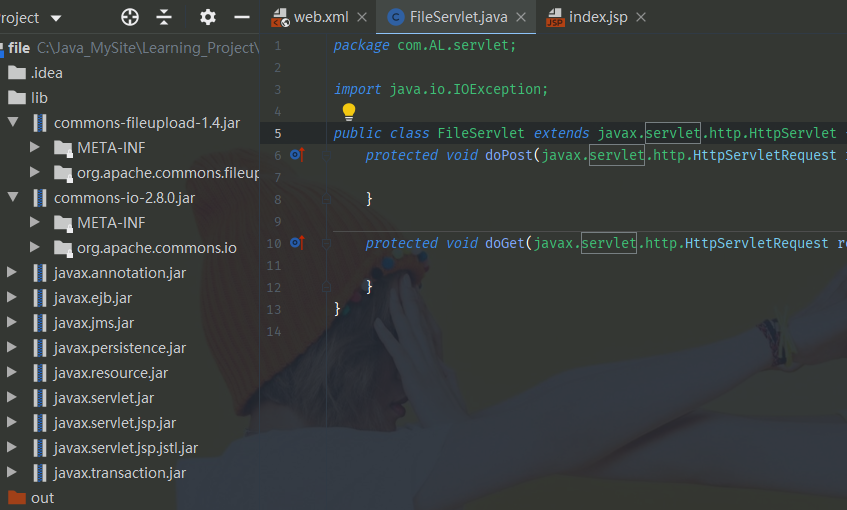 roject
web.xml
FileServlet.java
index.jsp
file C:\Java_MySite\Learning_Project\
.idea
lib
commons-fileupload-1.4.jar
META-INF
org.apache.commons.fileup
commons-io-2.8.0.jar
META-INF
org.apache.commons.io
javax.annotation.jar
javax.ejb.jar
javax.jms.jar
javax.persistence.jar
javax.resource.jar
javax.servlet.jar
javax.servlet.jsp.jar
javax.servlet.jsp.jstl.jar
javax.transaction.jar
out
1 package com.AL.servlet;
2
3 import java.io.IOException;
4
5 public class FileServlet extends javax.servlet.http.HttpServlet
6 protected void doPost(javax.servlet.http.HttpServletRequest
7
8 }
9
10 protected void doGet(javax.servlet.http.HttpServletRequest re
11
12 }
13 }
14